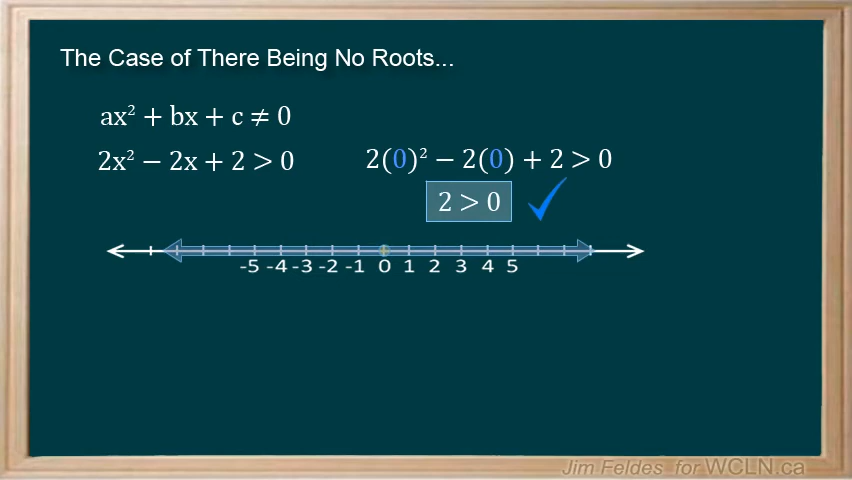 The Case of There Being No Roots...
ax² + bx + c ≠ 0
2x² − 2x + 2 > 0
2(0)² − 2(0) + 2 > 0
2 > 0
-5 -4 -3 -2 -1 0 1 2 3 4 5
Jim Feldes for WCLN.ca